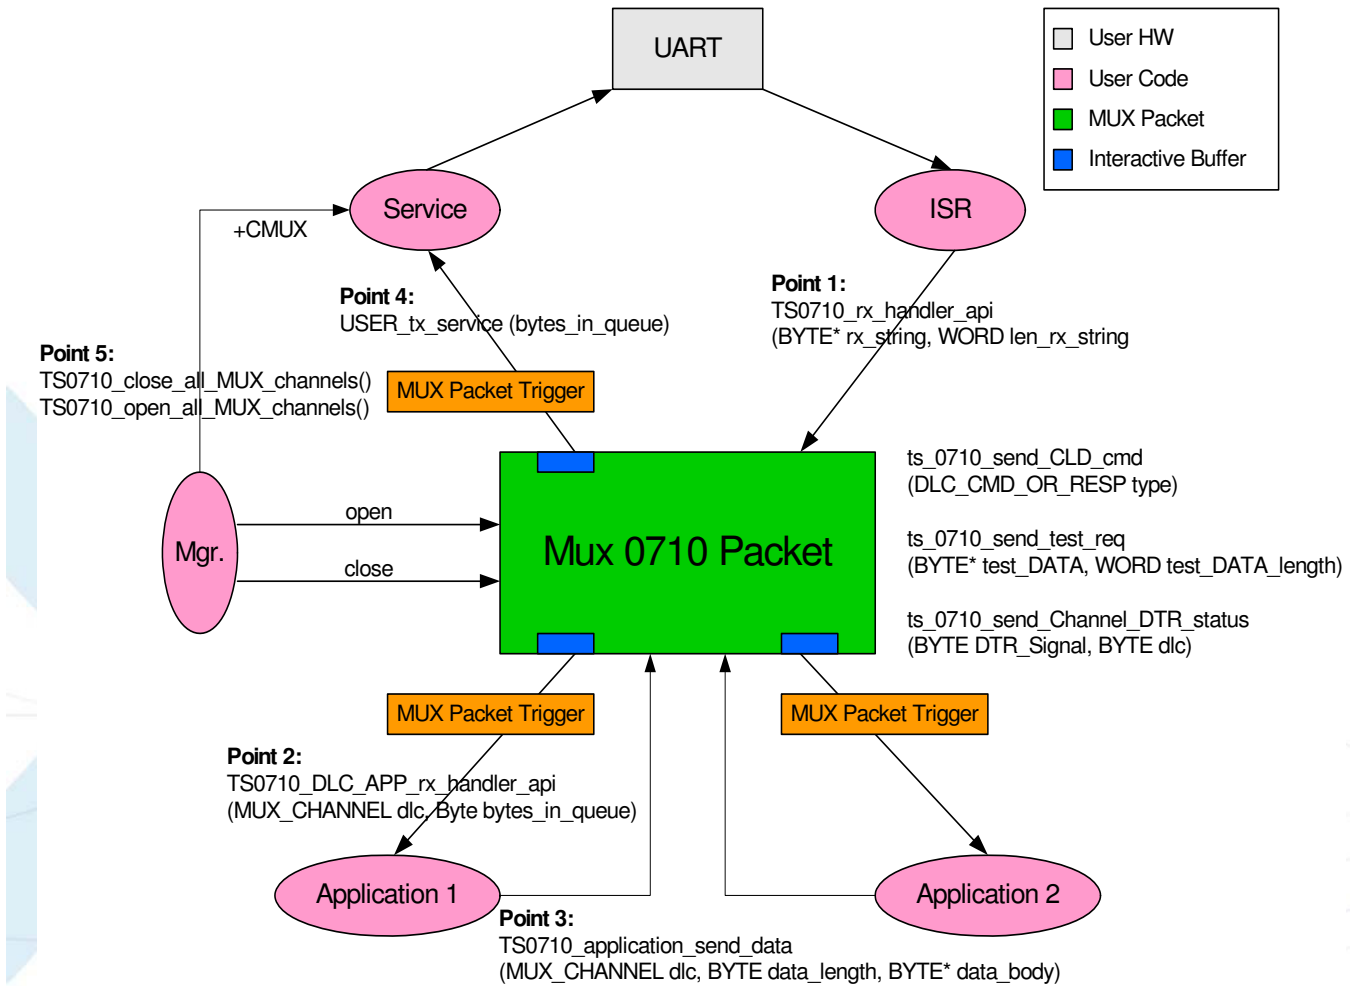 UART
User HW
User Code
MUX Packet
Interactive Buffer
Service
ISR
+CMUX
Point 1:
TS0710_rx_handler_api
(BYTE* rx_string, WORD len_rx_string
Point 4:
USER_tx_service (bytes_in_queue)
Point 5:
TS0710_close_all_MUX_channels()
TS0710_open_all_MUX_channels()
MUX Packet Trigger
ts_0710_send_CLD_cmd
(DLC_CMD_OR_RESP type)
ts_0710_send_test_req
(BYTE* test_DATA, WORD test_DATA_length)
ts_0710_send_Channel_DTR_status
(BYTE DTR_Signal, BYTE dlc)
open
Mgr.
Mux 0710 Packet
close
MUX Packet Trigger
MUX Packet Trigger
Point 2:
TS0710_DLC_APP_rx_handler_api
(MUX_CHANNEL dlc, Byte bytes_in_queue)
Application 1
Application 2
Point 3:
TS0710_application_send_data
(MUX_CHANNEL dlc, BYTE data_length, BYTE* data_body)